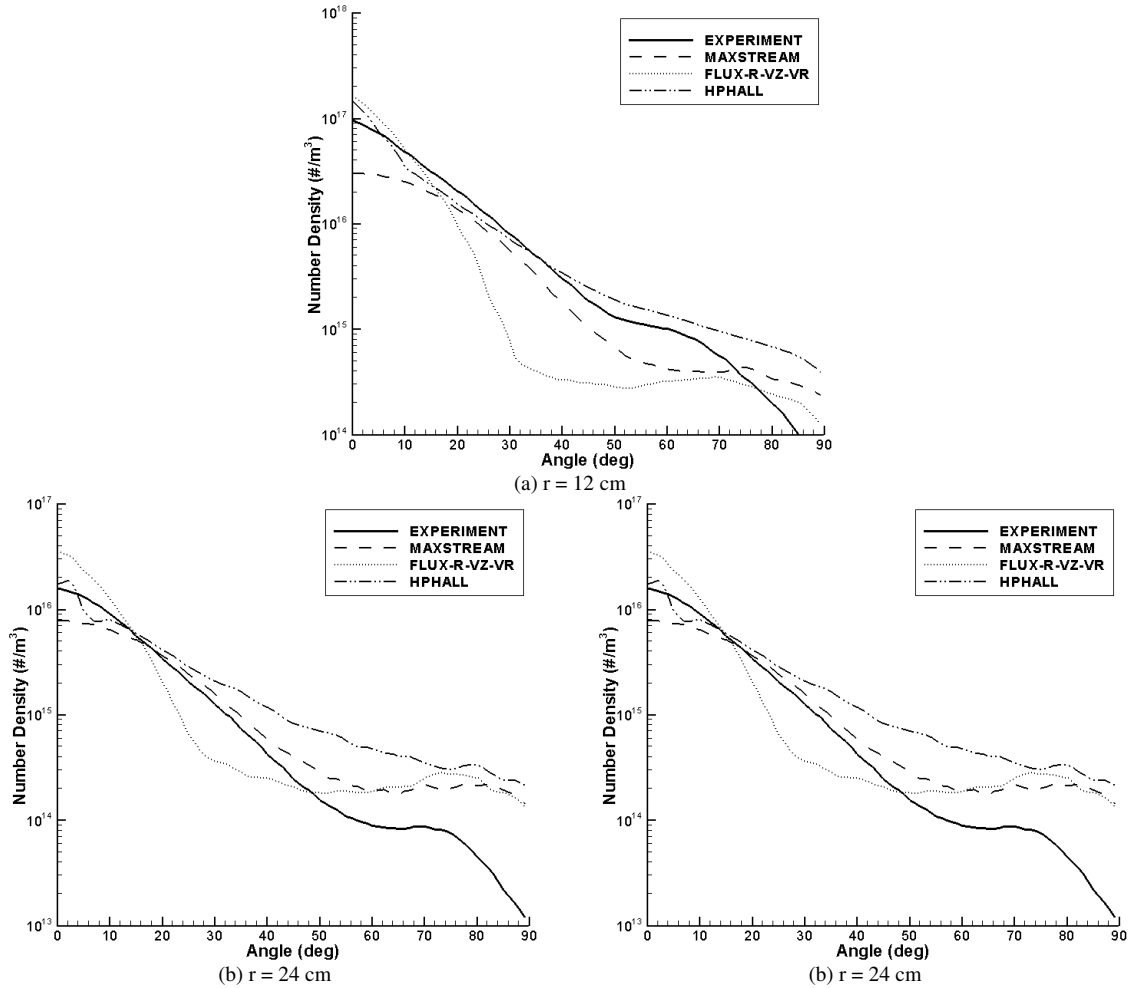 10^18
10^17
10^16
10^15
10^14
Number Density (#/m^3)
EXPERIMENT
MAXSTREAM
FLUX-R-VZ-VR
HPHALL
0 10 20 30 40 50 60 70 80 90
Angle (deg)
(a) r = 12 cm
10^17
10^16
10^15
10^14
10^13
Number Density (#/m^3)
EXPERIMENT
MAXSTREAM
FLUX-R-VZ-VR
HPHALL
0 10 20 30 40 50 60 70 80 90
Angle (deg)
(b) r = 24 cm
10^17
10^16
10^15
10^14
10^13
Number Density (#/m^3)
EXPERIMENT
MAXSTREAM
FLUX-R-VZ-VR
HPHALL
0 10 20 30 40 50 60 70 80 90
Angle (deg)
(b) r = 24 cm